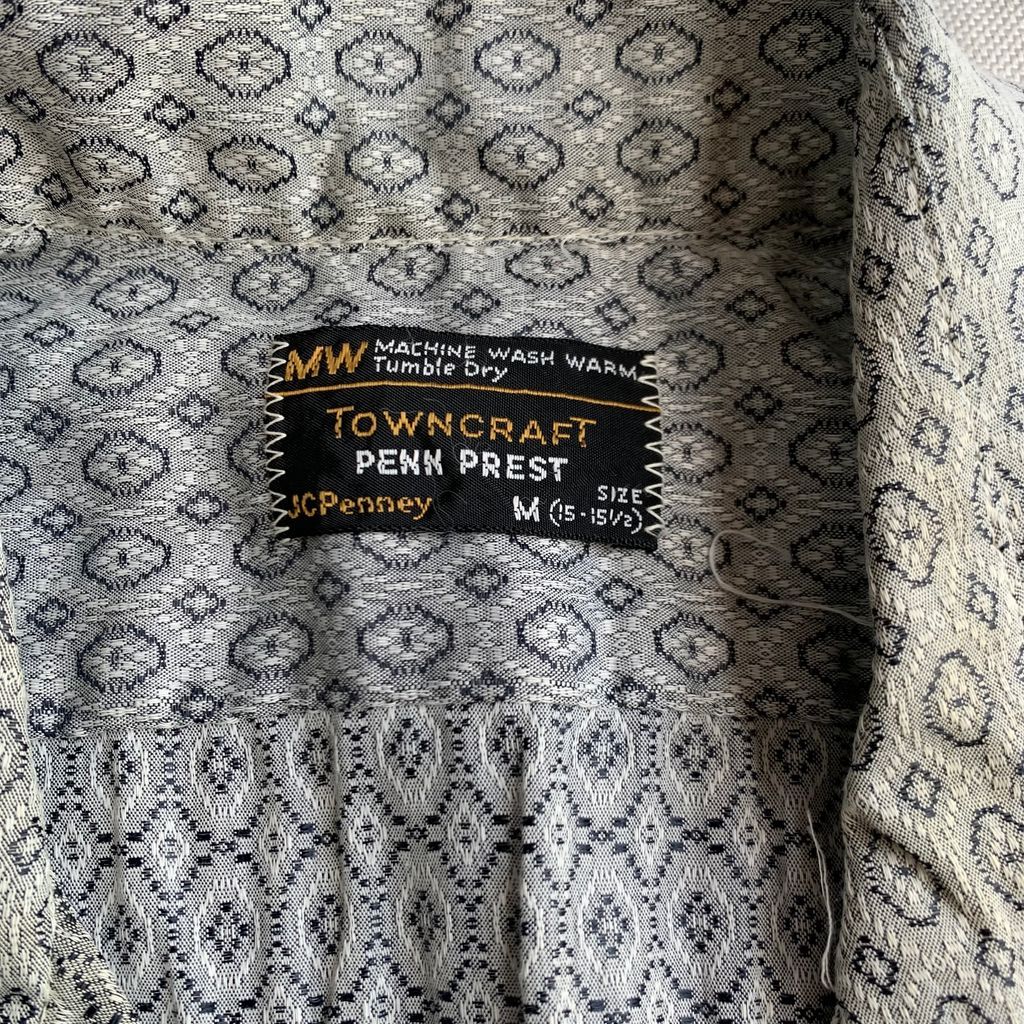 MW MACHINE WASH WARM
Tumble Dry
TOWNCRAFT
PENN PREST
JCPenney
SIZE
M (15-15½)